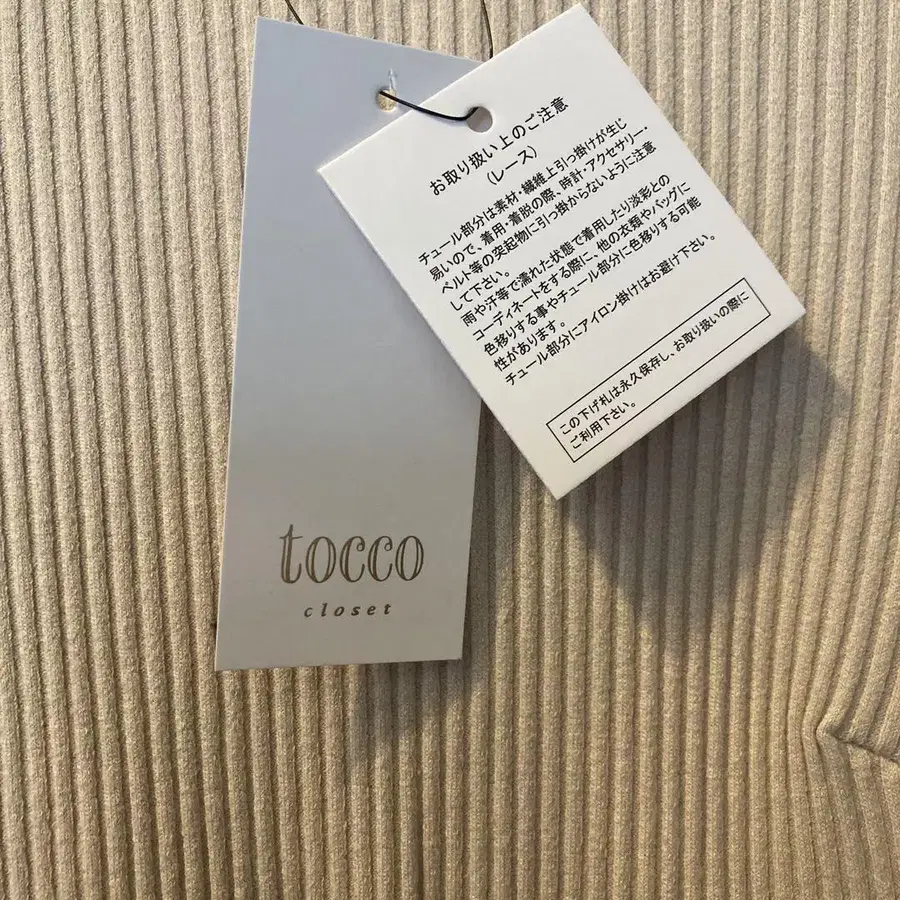 お取り扱い上のご注意
(レース)
チュール部分は素材・繊維上引っ掛けが生じ
易いので、着用・着脱の際、時計・アクセサリー・
ベルト等の突起物に引っ掛からないように注意
して下さい。
雨や汗等で濡れた状態で着用したり淡彩との
コーディネートをする際に、他の衣類やバッグに
色移りする事やチュール部分に色移りする可能
性があります。
チュール部分にアイロン掛けはお避け下さい。
この下げ札は永久保存し、お取り扱いの際に
ご利用下さい。
tocco
closet